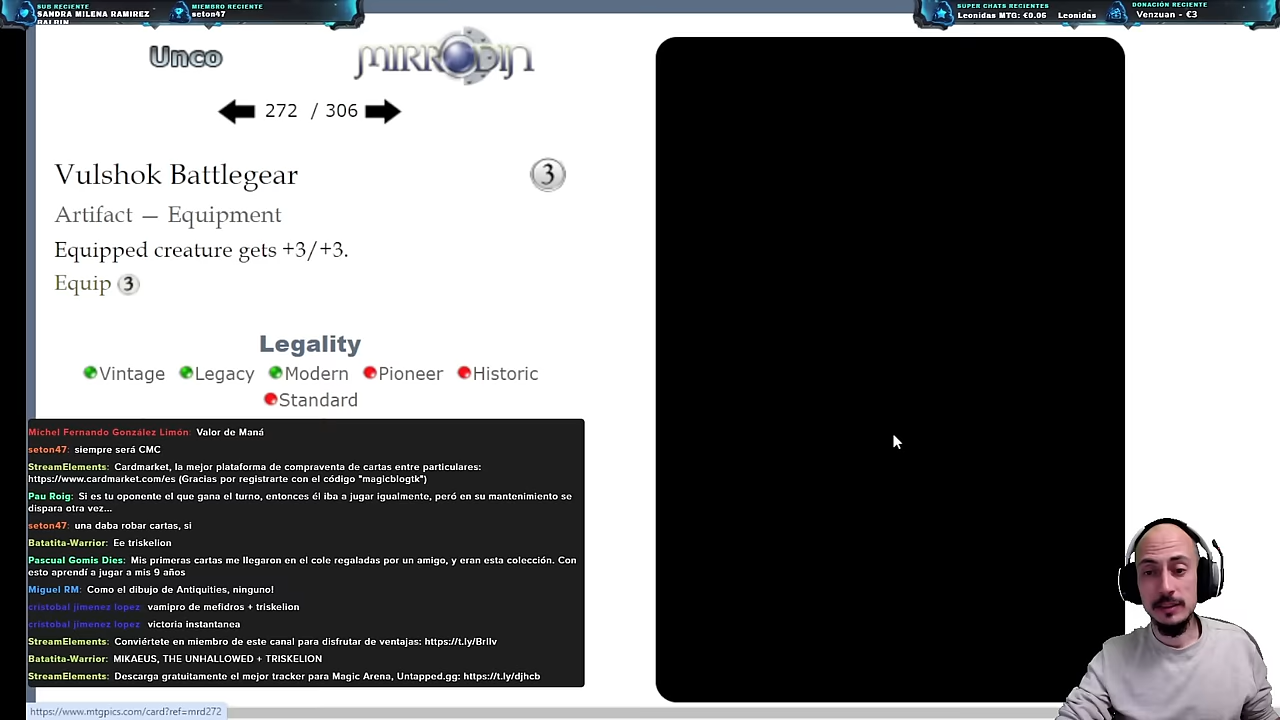 SUB RECIENTE
SANDRA MILENA RAMIREZ
MIEMBRO RECIENTE
seton47
SUPER CHATS RECIENTES
Leonidas MTG: €0.06 Leonidas
DONACIÓN RECIENTE
Venzuan - €3
Unco
MIRRODIN
272 / 306
Vulshok Battlegear 3
Artifact — Equipment
Equipped creature gets +3/+3.
Equip 3
Legality
Vintage Legacy Modern Pioneer Historic
Standard
Michel Fernando González Limón: Valor de Maná
seton47: siempre será CMC
StreamElements: Cardmarket, la mejor plataforma de compraventa de cartas entre particulares:
https://www.cardmarket.com/es (Gracias por registrarte con el código "magicblogtk")
Pau Roig: Si es tu oponente el que gana el turno, entonces él iba a jugar igualmente, peró en su mantenimiento se
dispara otra vez...
seton47: una daba robar cartas, si
Batatita-Warrior: Ee triskelion
Pascual Gomis Dies: Mis primeras cartas me llegaron en el cole regaladas por un amigo, y eran esta colección. Con
esto aprendí a jugar a mis 9 años
Miguel RM: Como el dibujo de Antiquities, ninguno!
cristobal jimenez lopez: vamipro de mefidros + triskelion
cristobal jimenez lopez: victoria instantanea
StreamElements: Conviértete en miembro de este canal para disfrutar de ventajas: https://t.ly/BrIlv
Batatita-Warrior: MIKAEUS, THE UNHALLOWED + TRISKELION
StreamElements: Descarga gratuitamente el mejor tracker para Magic Arena, Untapped.gg: https://t.ly/djhcb
https://www.mtgpics.com/card?ref=mrd272